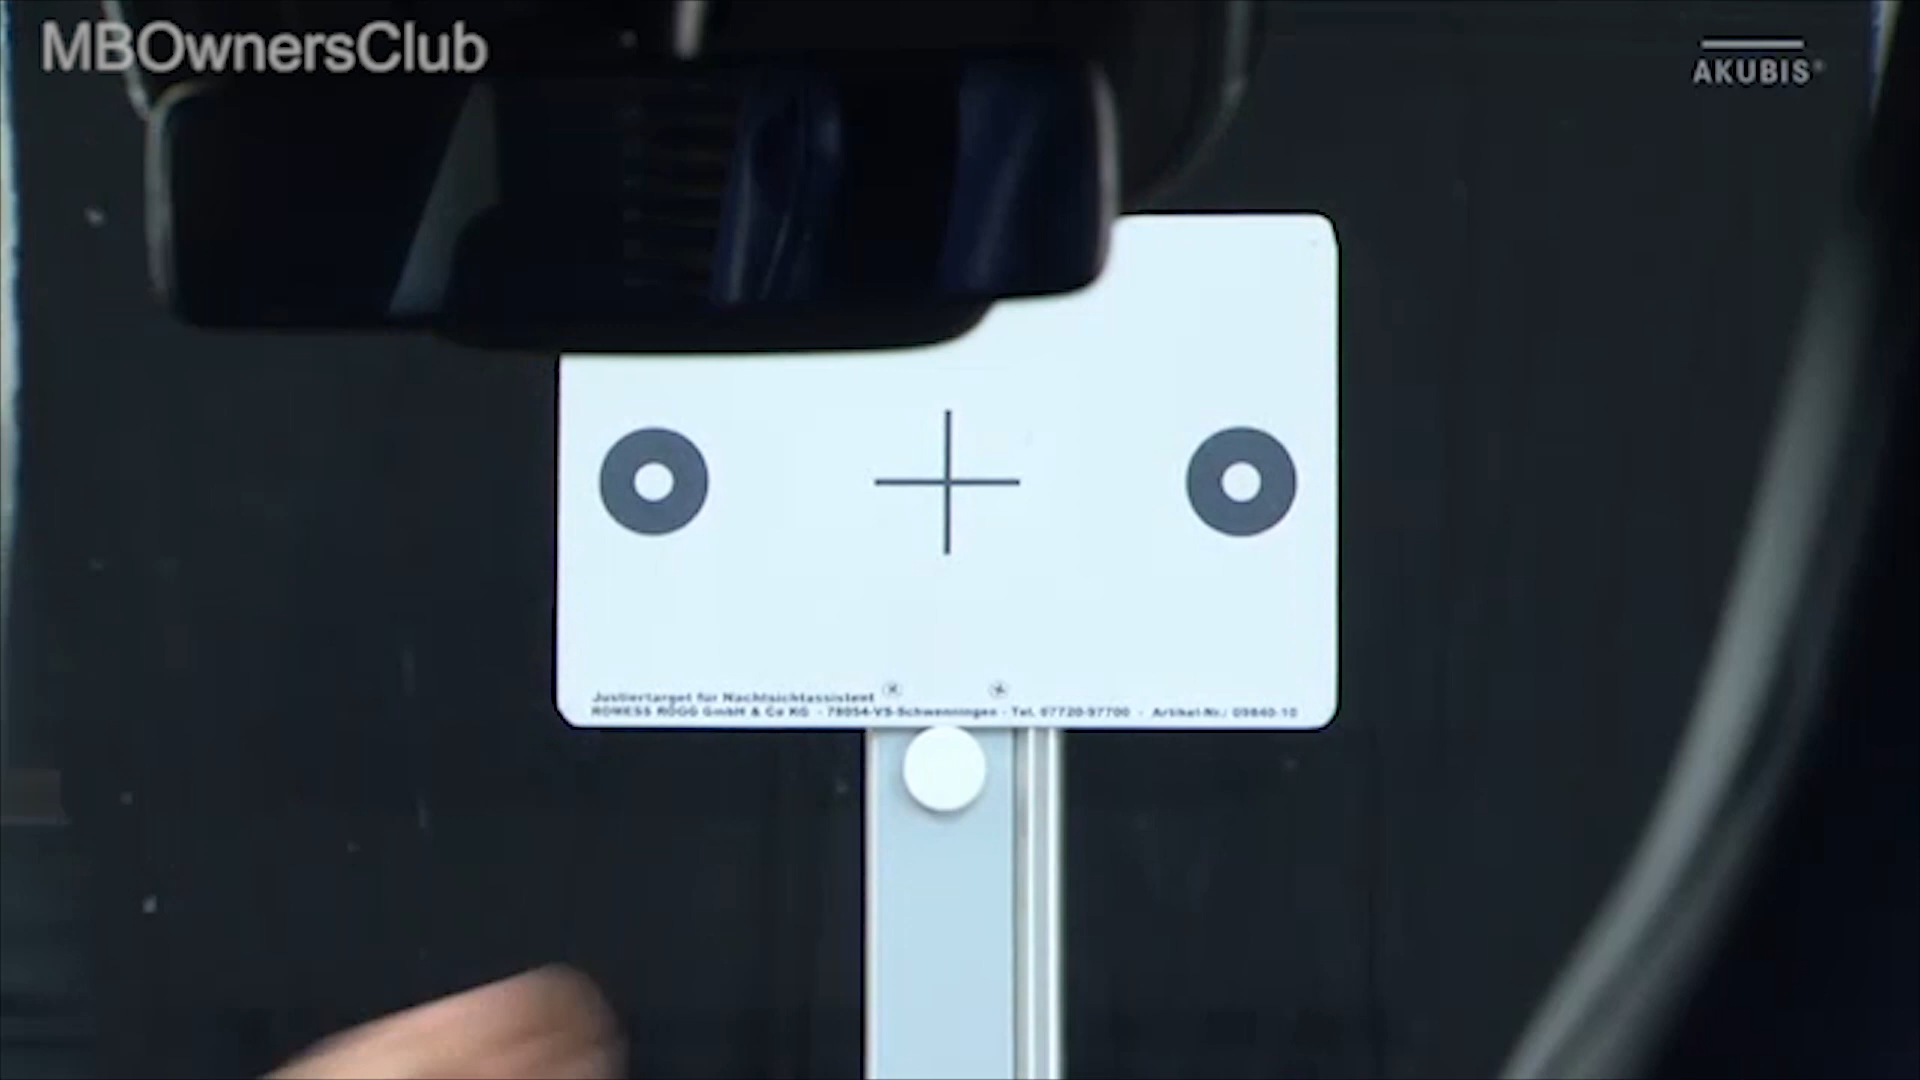 MBOwnersClub
AKUBIS®
Justiertarget für Nachtsichtassistent
ROMESS ROGG GmbH & Co KG - 78054-VS-Schwenningen - Tel. 07720-97700 - Artikel-Nr.: 09840-10